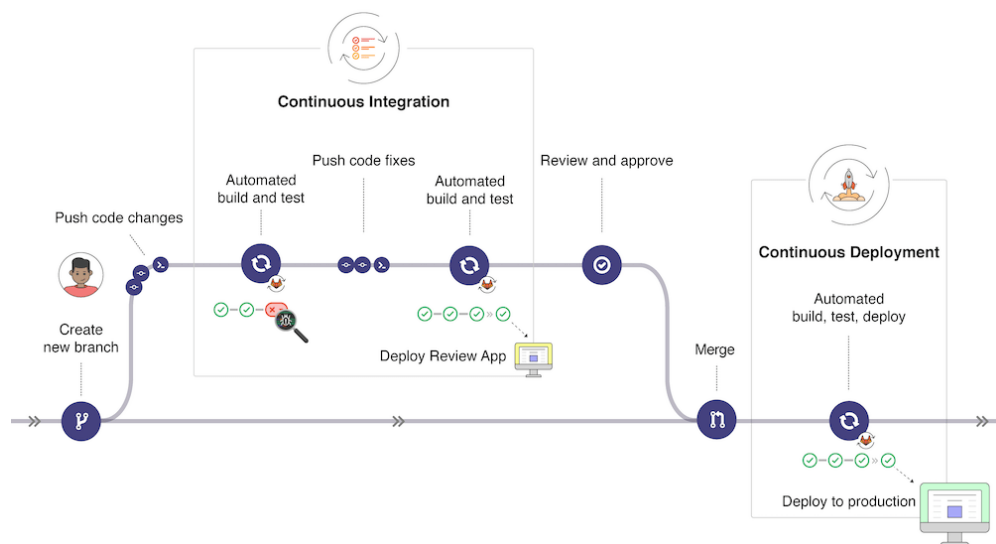 Continuous Integration
Push code fixes
Review and approve
Automated
build and test
Automated
build and test
Push code changes
Continuous Deployment
Automated
build, test, deploy
Create
new branch
Deploy Review App
Merge
Deploy to production